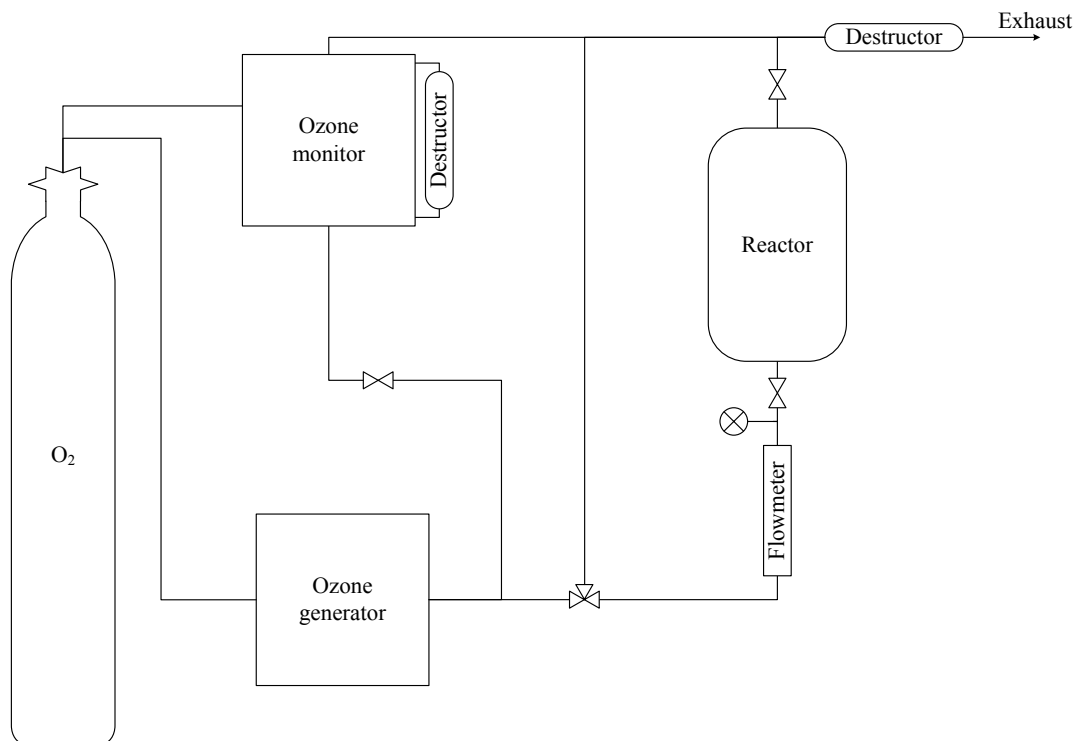 Exhaust
Destructor
Ozone
monitor
Destructor
Reactor
O₂
Flowmeter
Ozone
generator